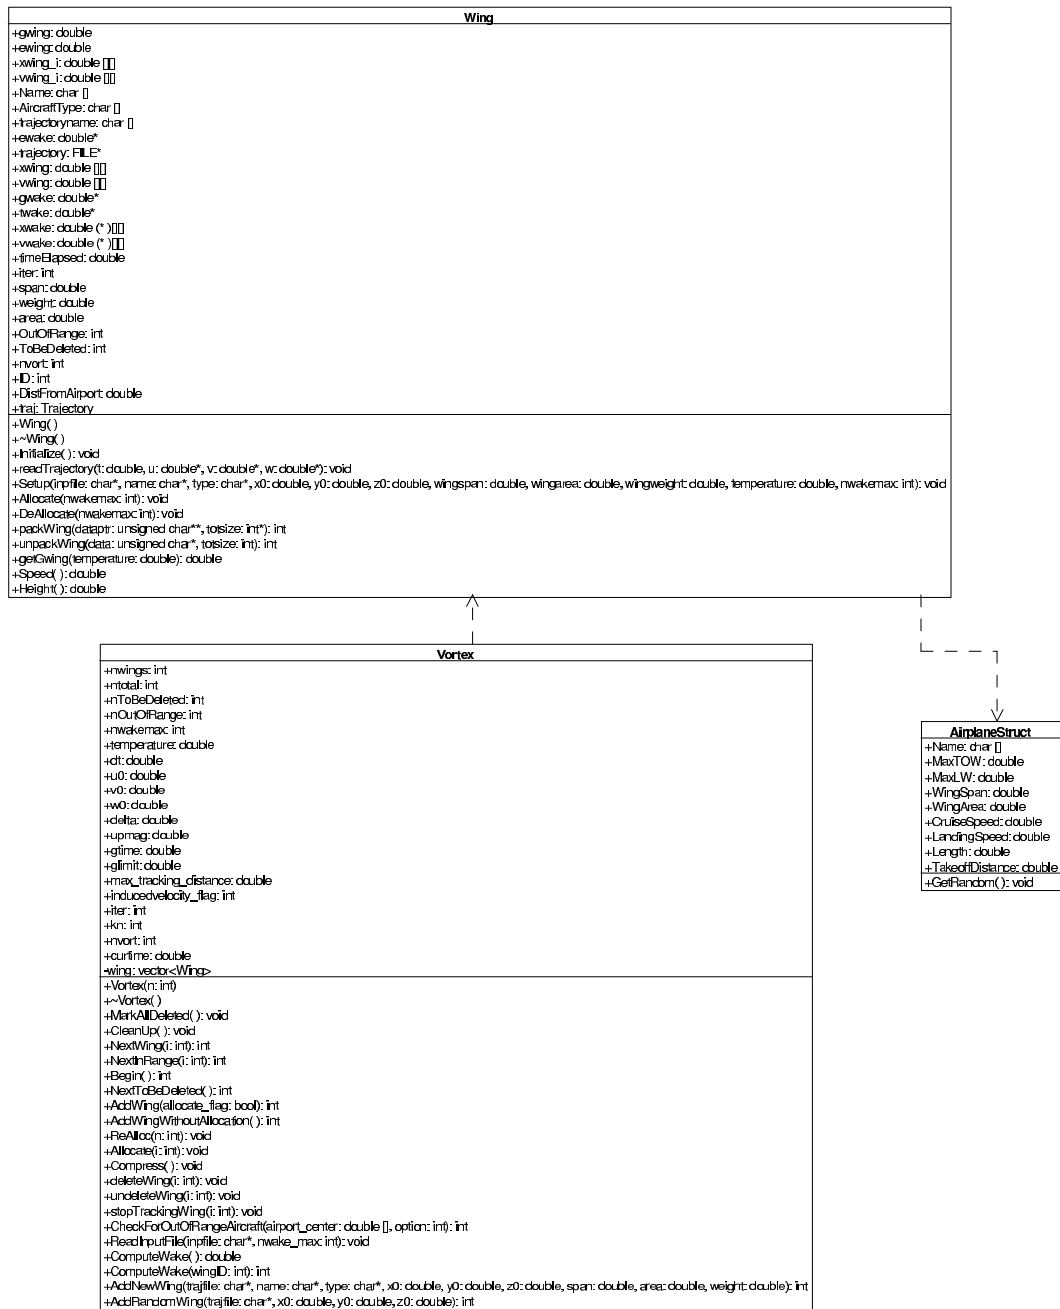 Wing
+gwing: double
+ewing: double
+xwing_i: double [][]
+vwing_i: double [][]
+Name: char []
+AircraftType: char []
+trajectoryname: char []
+ewake: double*
+trajectory: FILE*
+xwing: double [][]
+vwing: double [][]
+gwake: double*
+twake: double*
+xwake: double (* )[][]
+vwake: double (* )[][]
+timeElapsed: double
+iter: int
+span: double
+weight: double
+area: double
+OutOfRange: int
+ToBeDeleted: int
+nvort: int
+ID: int
+DistFromAirport: double
+traj: Trajectory
+Wing( )
+~Wing( )
+Initialize( ): void
+readTrajectory(t: double, u: double*, v: double*, w: double*): void
+Setup(inpfile: char*, name: char*, type: char*, x0: double, y0: double, z0: double, wingspan: double, wingarea: double, wingweight: double, temperature: double, nwakemax: int): void
+Allocate(nwakemax: int): void
+DeAllocate(nwakemax: int): void
+packWing(dataptr: unsigned char**, totsize: int*): int
+unpackWing(data: unsigned char*, totsize: int): int
+getGwing(temperature: double): double
+Speed( ): double
+Height( ): double
Vortex
+nwings: int
+ntotal: int
+nToBeDeleted: int
+nOutOfRange: int
+nwakemax: int
+temperature: double
+dt: double
+u0: double
+v0: double
+w0: double
+delta: double
+upmag: double
+gtime: double
+glimit: double
+max_tracking_distance: double
+inducedvelocity_flag: int
+iter: int
+kn: int
+nvort: int
+curtime: double
-wing: vector<Wing>
+Vortex(n: int)
+~Vortex( )
+MarkAllDeleted( ): void
+CleanUp( ): void
+NextWing(i: int): int
+NextInRange(i: int): int
+Begin( ): int
+NextToBeDeleted( ): int
+AddWing(allocate_flag: bool): int
+AddWingWithoutAllocation( ): int
+ReAlloc(n: int): void
+Allocate(i: int): void
+Compress( ): void
+deleteWing(i: int): void
+undeleteWing(i: int): void
+stopTrackingWing(i: int): void
+CheckForOutOfRangeAircraft(airport_center: double [], option: int): int
+ReadInputFile(inpfile: char*, nwake_max: int): void
+ComputeWake( ): double
+ComputeWake(wingID: int): int
+AddNewWing(trajfile: char*, name: char*, type: char*, x0: double, y0: double, z0: double, span: double, area: double, weight: double): int
+AddRandomWing(trajfile: char*, x0: double, y0: double, z0: double): int
AirplaneStruct
+Name: char []
+MaxTOW: double
+MaxLW: double
+WingSpan: double
+WingArea: double
+CruiseSpeed: double
+LandingSpeed: double
+Length: double
+TakeoffDistance: double
+GetRandom( ): void